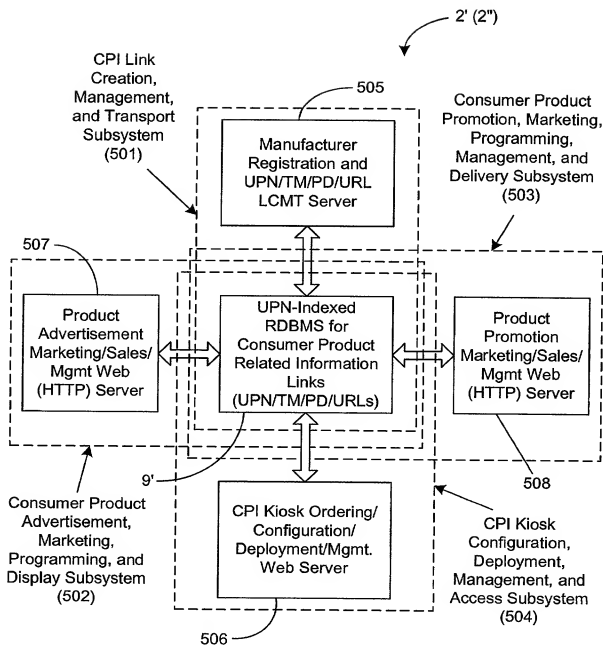 2' (2")
CPI Link
Creation,
Management,
and Transport
Subsystem
(501)
505
Manufacturer
Registration and
UPN/TM/PD/URL
LCMT Server
Consumer Product
Promotion, Marketing,
Programming,
Management, and
Delivery Subsystem
(503)
507
Product
Advertisement
Marketing/Sales/
Mgmt Web
(HTTP) Server
UPN-Indexed
RDBMS for
Consumer Product
Related Information
Links
(UPN/TM/PD/URLs)
Product
Promotion
Marketing/Sales/
Mgmt Web
(HTTP) Server
508
9'
Consumer Product
Advertisement,
Marketing,
Programming,
and Display
Subsystem
(502)
CPI Kiosk Ordering/
Configuration/
Deployment/Mgmt.
Web Server
506
CPI Kiosk
Configuration,
Deployment,
Management, and
Access Subsystem
(504)